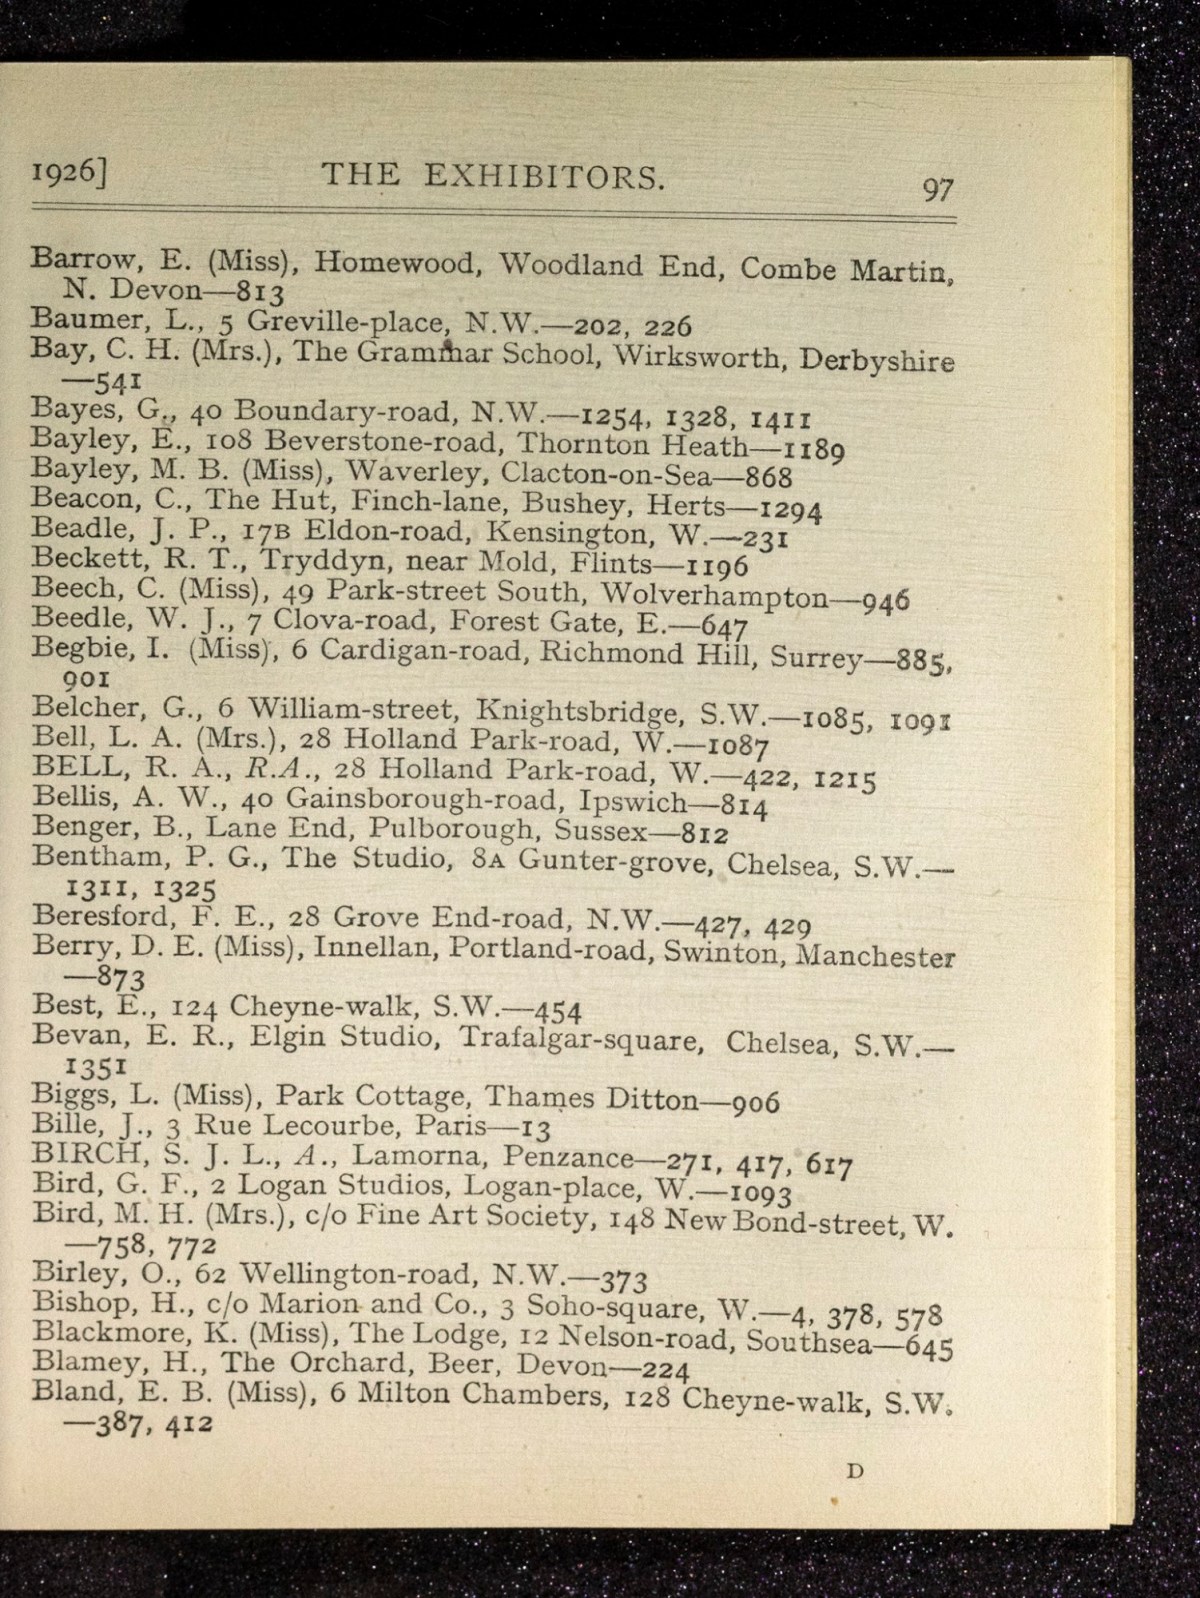 1926] THE EXHIBITORS. 97
Barrow, E. (Miss), Homewood, Woodland End, Combe Martin,
N. Devon—813
Baumer, L., 5 Greville-place, N.W.—202, 226
Bay, C. H. (Mrs.), The Grammar School, Wirksworth, Derbyshire
—541
Bayes, G., 40 Boundary-road, N.W.—1254, 1328, 1411
Bayley, E., 108 Beverstone-road, Thornton Heath—1189
Bayley, M. B. (Miss), Waverley, Clacton-on-Sea—868
Beacon, C., The Hut, Finch-lane, Bushey, Herts—1294
Beadle, J. P., 17B Eldon-road, Kensington, W.—231
Beckett, R. T., Tryddyn, near Mold, Flints—1196
Beech, C. (Miss), 49 Park-street South, Wolverhampton—946
Beedle, W. J., 7 Clova-road, Forest Gate, E.—647
Begbie, I. (Miss), 6 Cardigan-road, Richmond Hill, Surrey—885,
901
Belcher, G., 6 William-street, Knightsbridge, S.W.—1085, 1091
Bell, L. A. (Mrs.), 28 Holland Park-road, W.—1087
BELL, R. A., R.A., 28 Holland Park-road, W.—422, 1215
Bellis, A. W., 40 Gainsborough-road, Ipswich—814
Benger, B., Lane End, Pulborough, Sussex—812
Bentham, P. G., The Studio, 8A Gunter-grove, Chelsea, S.W.—
1311, 1325
Beresford, F. E., 28 Grove End-road, N.W.—427, 429
Berry, D. E. (Miss), Innellan, Portland-road, Swinton, Manchester
—873
Best, E., 124 Cheyne-walk, S.W.—454
Bevan, E. R., Elgin Studio, Trafalgar-square, Chelsea, S.W.—
1351
Biggs, L. (Miss), Park Cottage, Thames Ditton—906
Bille, J., 3 Rue Lecourbe, Paris—13
BIRCH, S. J. L., A., Lamorna, Penzance—271, 417, 617
Bird, G. F., 2 Logan Studios, Logan-place, W.—1093
Bird, M. H. (Mrs.), c/o Fine Art Society, 148 New Bond-street, W.
—758, 772
Birley, O., 62 Wellington-road, N.W.—373
Bishop, H., c/o Marion and Co., 3 Soho-square, W.—4, 378, 578
Blackmore, K. (Miss), The Lodge, 12 Nelson-road, Southsea—645
Blamey, H., The Orchard, Beer, Devon—224
Bland, E. B. (Miss), 6 Milton Chambers, 128 Cheyne-walk, S.W.
—387, 412
D